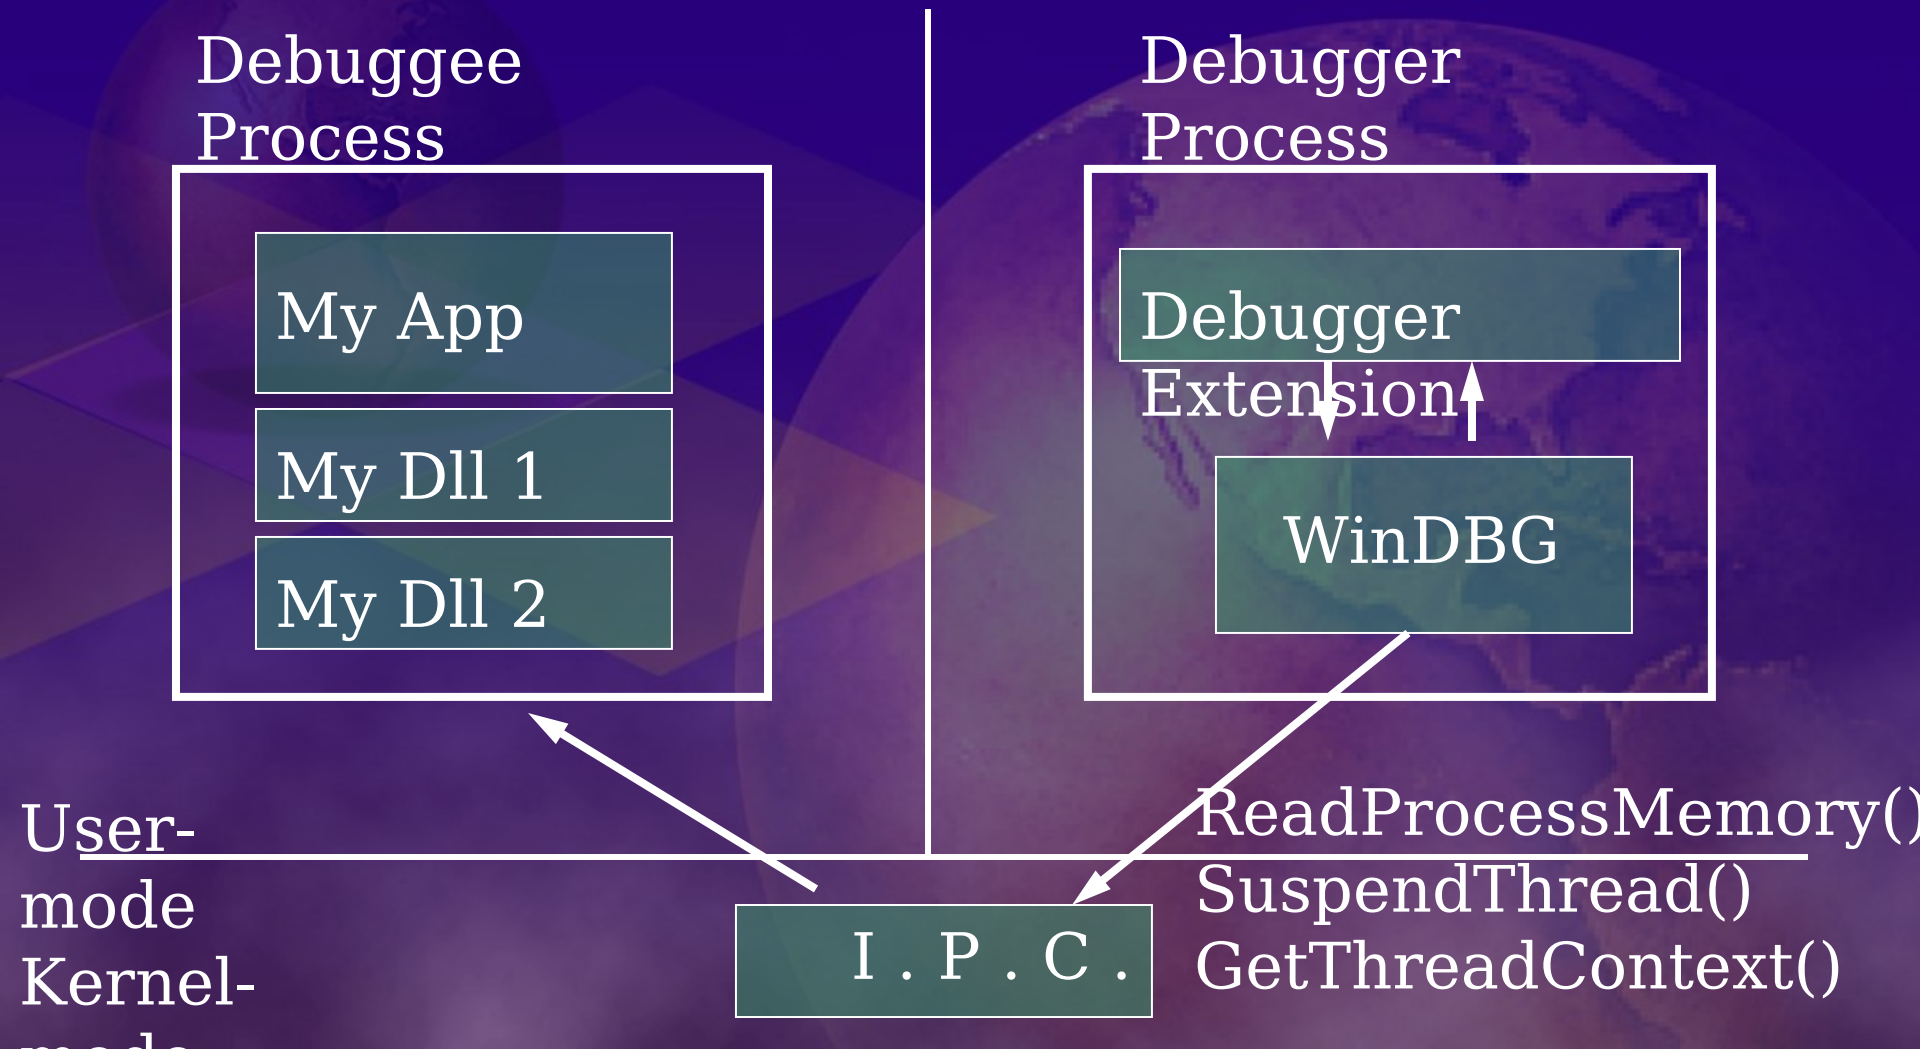 Debuggee
Process
My App
My Dll 1
My Dll 2
Debugger
Process
Debugger
Extension
WinDBG
User-
mode
Kernel-
mode
I . P . C .
ReadProcessMemory()
SuspendThread()
GetThreadContext()